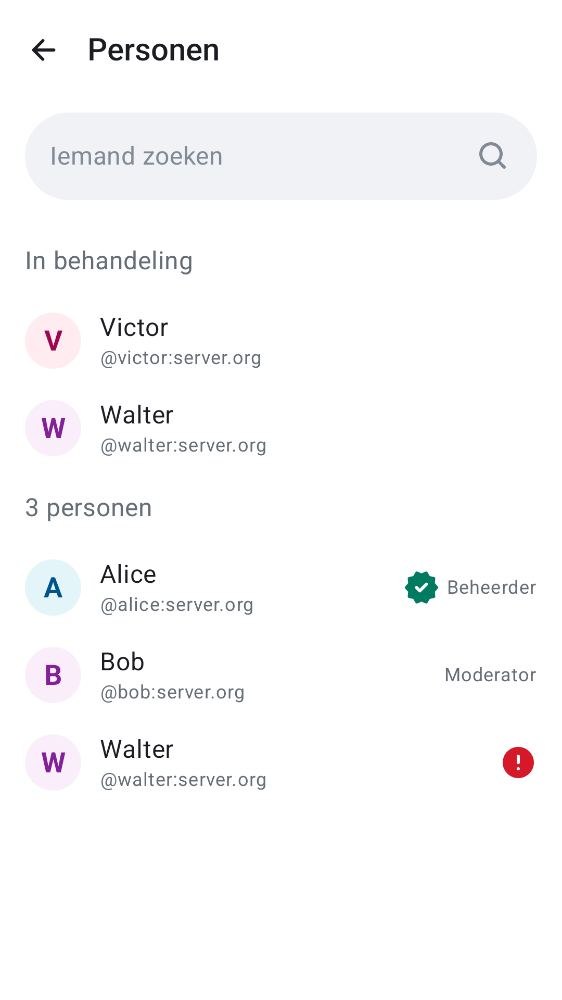 Personen
Iemand zoeken
In behandeling
V
Victor
@victor:server.org
W
Walter
@walter:server.org
3 personen
A
Alice
@alice:server.org
Beheerder
B
Bob
@bob:server.org
Moderator
W
Walter
@walter:server.org